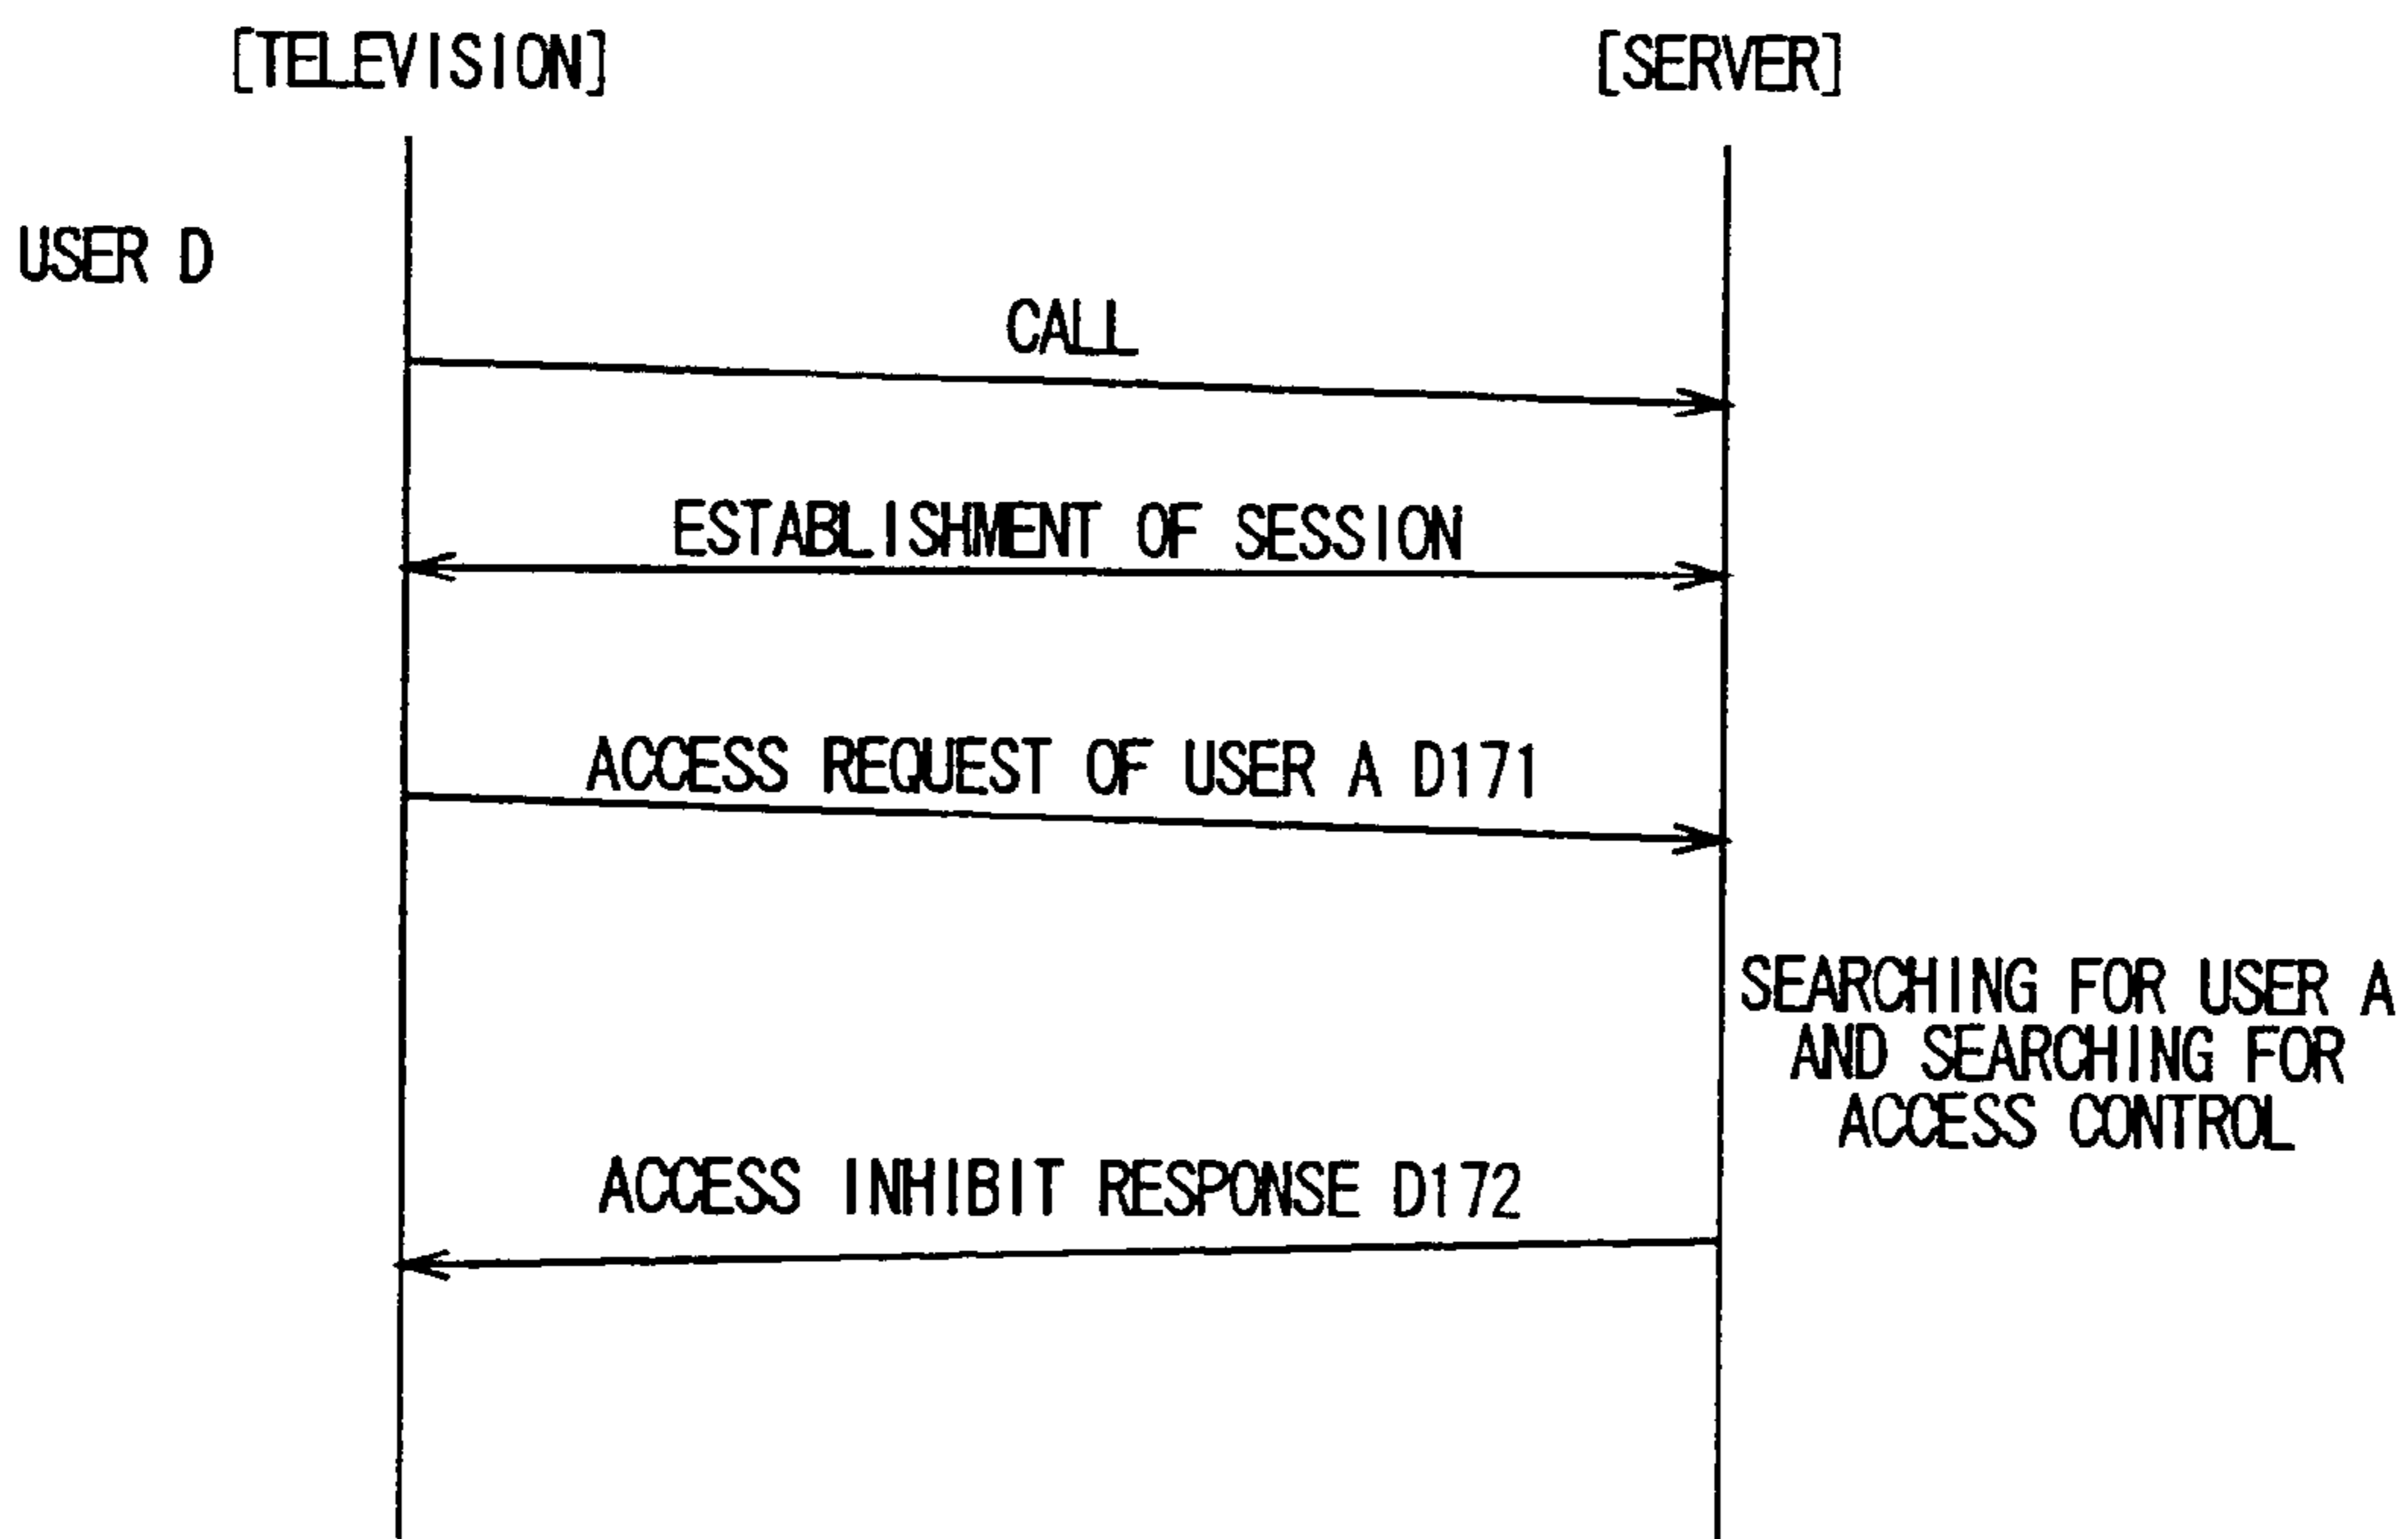 [TELEVISION]
[SERVER]
USER D
CALL
ESTABLISHMENT OF SESSION
ACCESS REQUEST OF USER A D171
SEARCHING FOR USER A
AND SEARCHING FOR
ACCESS CONTROL
ACCESS INHIBIT RESPONSE D172